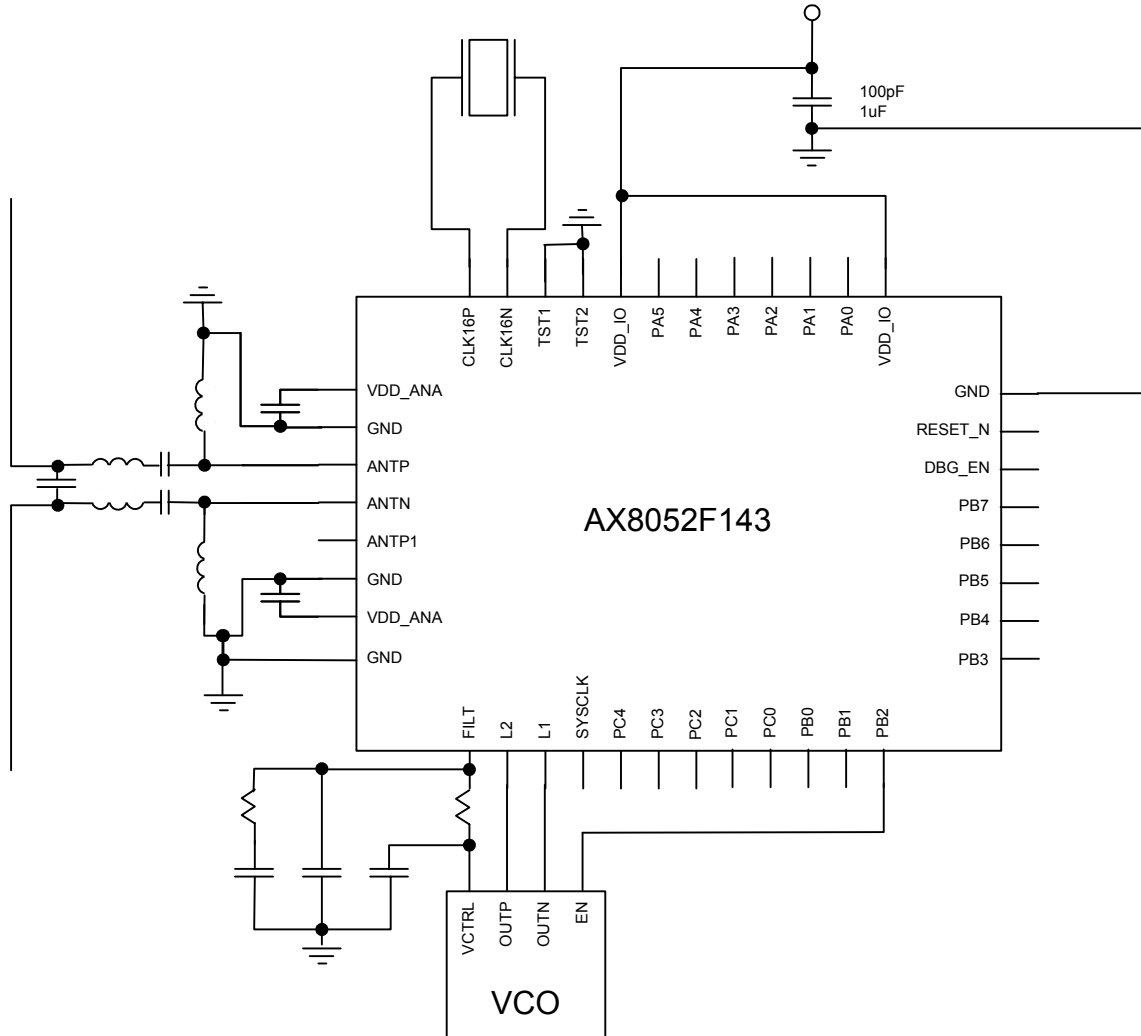 100pF
1uF
CLK16P
CLK16N
TST1
TST2
VDD_IO
PA5
PA4
PA3
PA2
PA1
PA0
VDD_IO
VDD_ANA
GND
ANTP
ANTN
ANTP1
GND
VDD_ANA
GND
AX8052F143
GND
RESET_N
DBG_EN
PB7
PB6
PB5
PB4
PB3
FILT
L2
L1
SYSCLK
PC4
PC3
PC2
PC1
PC0
PB0
PB1
PB2
VCTRL
OUTP
OUTN
EN
VCO